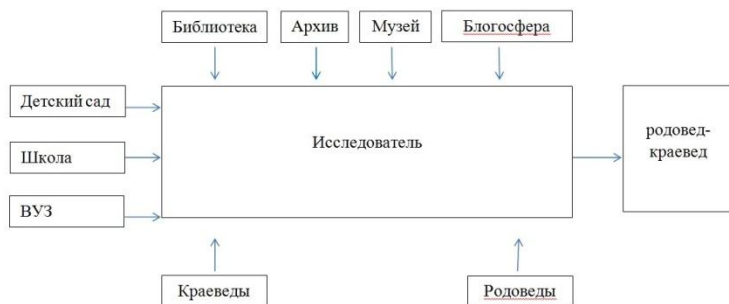 Библиотека
Архив
Музей
Блогосфера
Детский сад
Школа
ВУЗ
Исследователь
родовед-
краевед
Краеведы
Родоведы